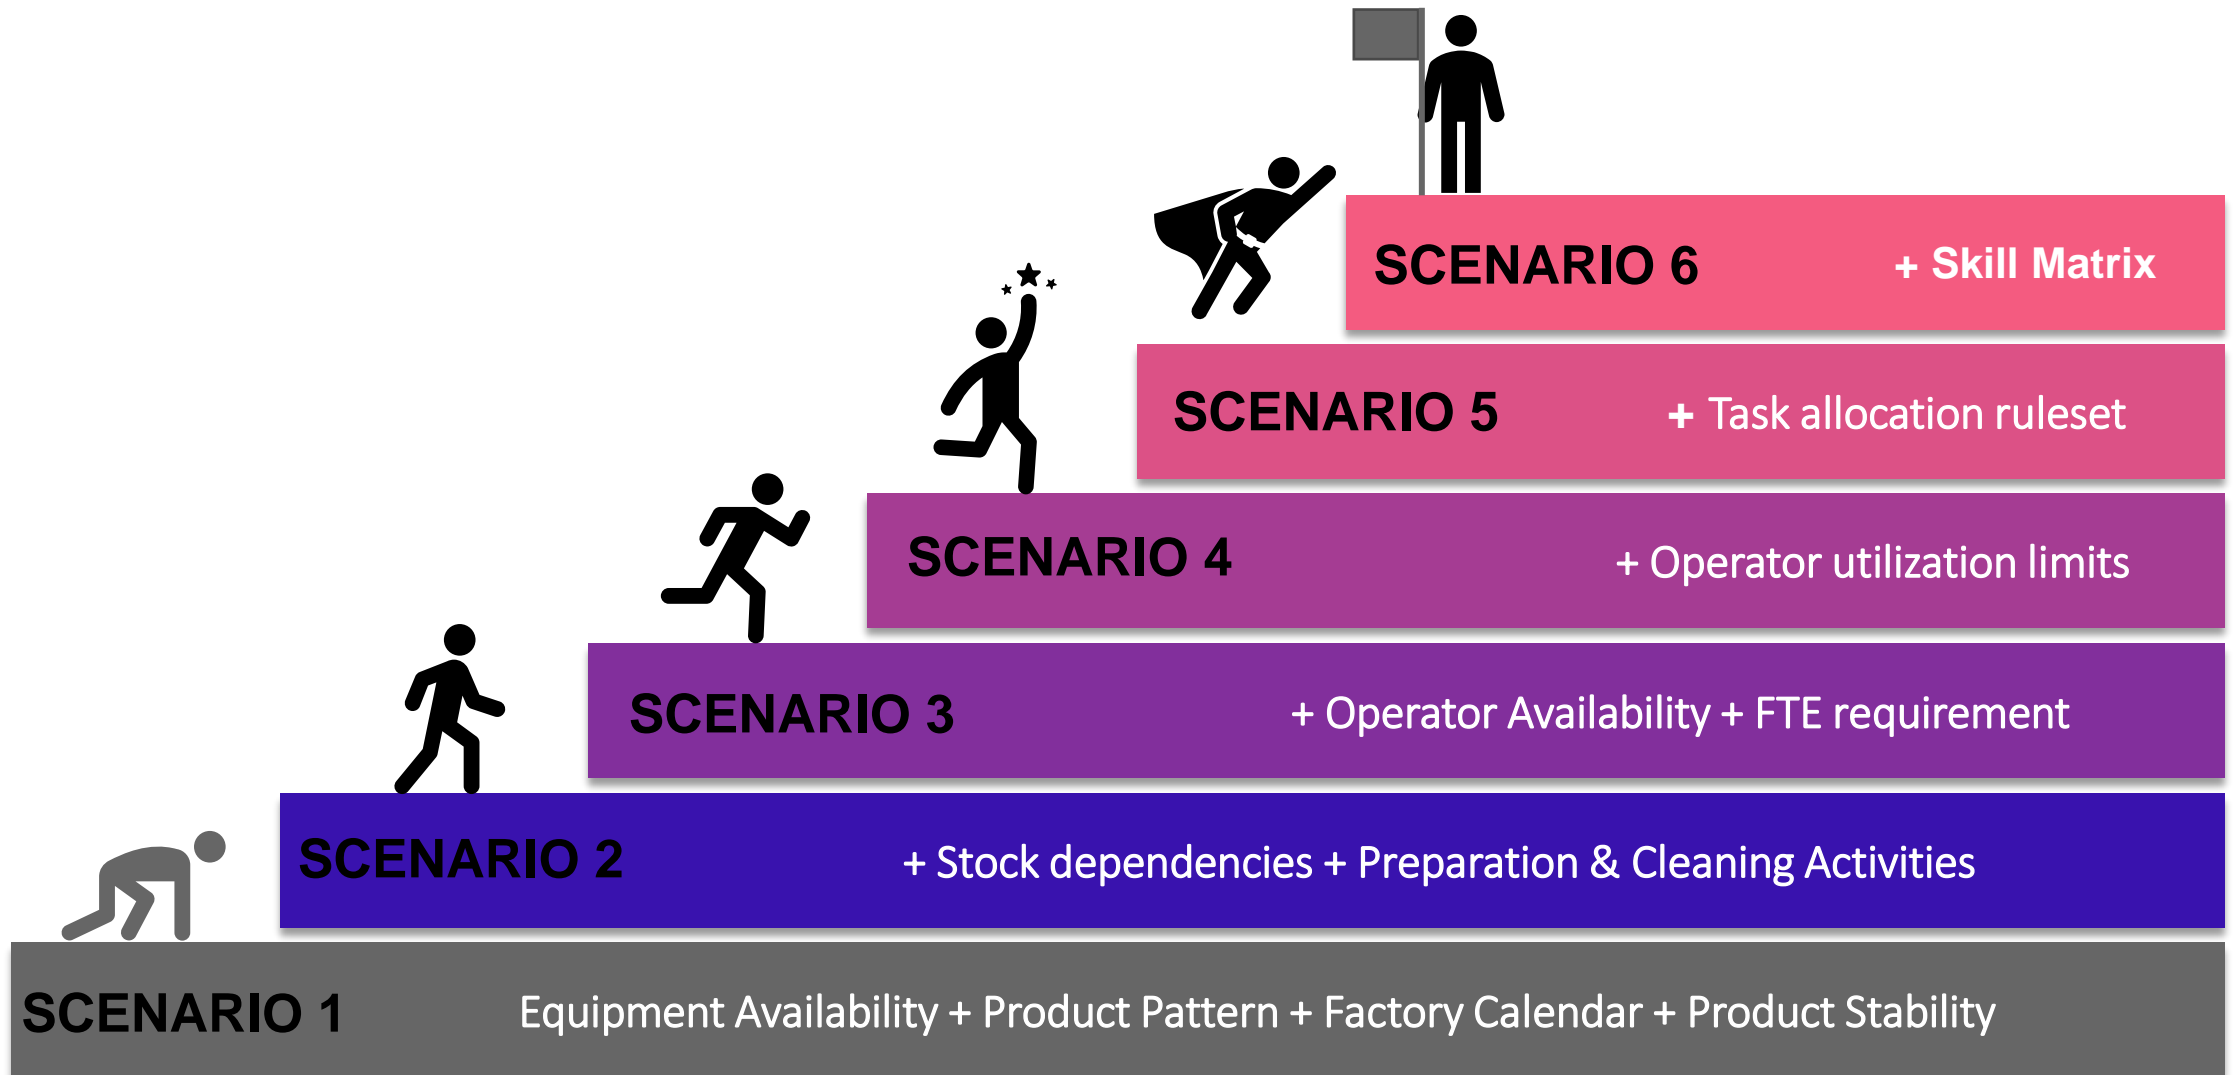 SCENARIO 6 + Skill Matrix
SCENARIO 5 + Task allocation ruleset
SCENARIO 4 + Operator utilization limits
SCENARIO 3 + Operator Availability + FTE requirement
SCENARIO 2 + Stock dependencies + Preparation & Cleaning Activities
SCENARIO 1 Equipment Availability + Product Pattern + Factory Calendar + Product Stability